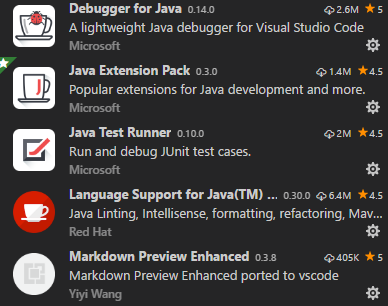 Debugger for Java 0.14.0 2.6M ★ 5
A lightweight Java debugger for Visual Studio Code
Microsoft
Java Extension Pack 0.3.0 1.4M ★ 4.5
Popular extensions for Java development and more.
Microsoft
Java Test Runner 0.10.0 2M ★ 4.5
Run and debug JUnit test cases.
Microsoft
Language Support for Java(TM) ... 0.30.0 6.4M ★ 4.5
Java Linting, Intellisense, formatting, refactoring, Mav...
Red Hat
Markdown Preview Enhanced 0.3.8 405K ★ 5
Markdown Preview Enhanced ported to vscode
Yiyi Wang